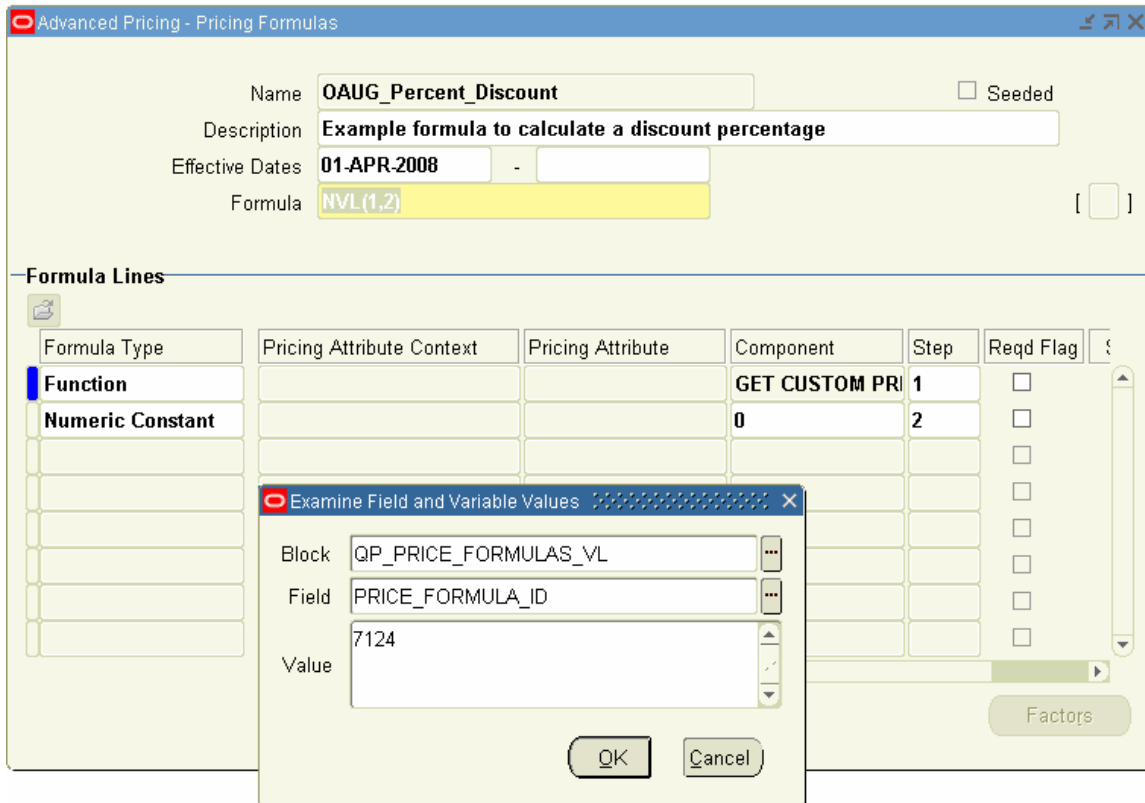 Advanced Pricing - Pricing Formulas
Name OAUG_Percent_Discount Seeded
Description Example formula to calculate a discount percentage
Effective Dates 01-APR-2008 -
Formula NVL(1,2) [ ]
Formula Lines
Formula Type Pricing Attribute Context Pricing Attribute Component Step Reqd Flag
Function GET CUSTOM PRI 1
Numeric Constant 0 2
Examine Field and Variable Values
Block QP_PRICE_FORMULAS_VL
Field PRICE_FORMULA_ID
Value 7124
Factors
OK Cancel